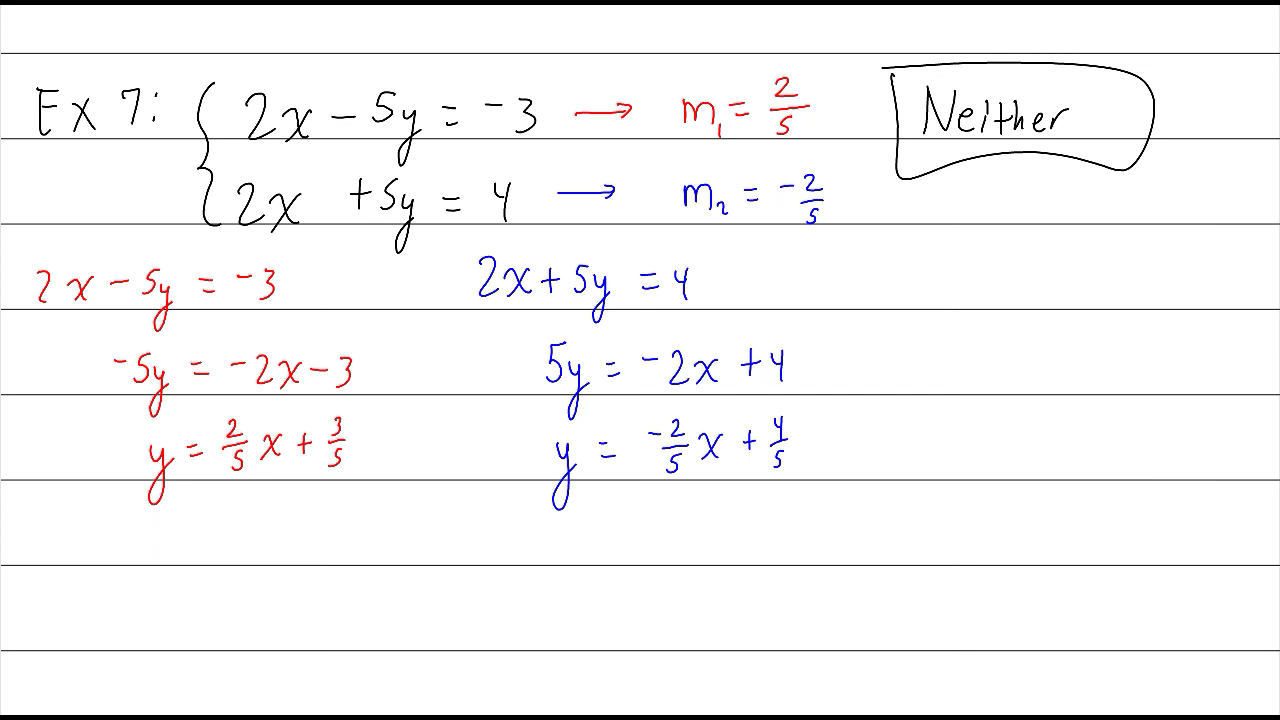 Ex 7: { 2x - 5y = -3 → m₁ = 2/5 Neither
2x + 5y = 4 → m₂ = -2/5
2x - 5y = -3 2x + 5y = 4
-5y = -2x - 3 5y = -2x + 4
y = 2/5 x + 3/5 y = -2/5 x + 4/5